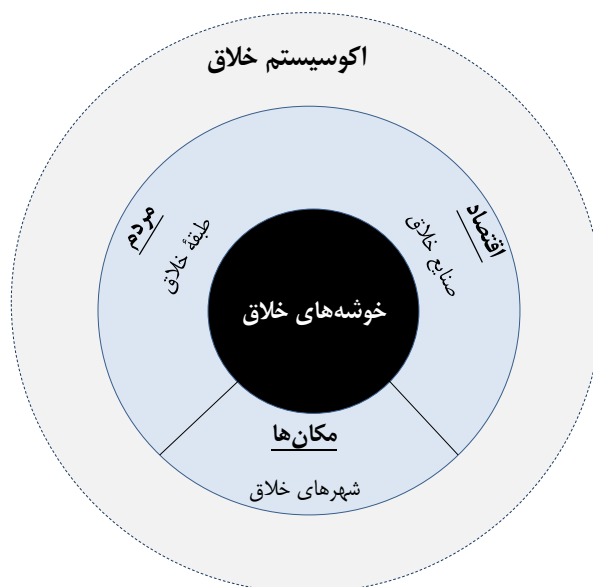 اکوسیستم خلاق
اقتصاد
صنایع خلاق
مردم
طبقهٔ خلاق
خوشه‌های خلاق
مکان‌ها
شهرهای خلاق